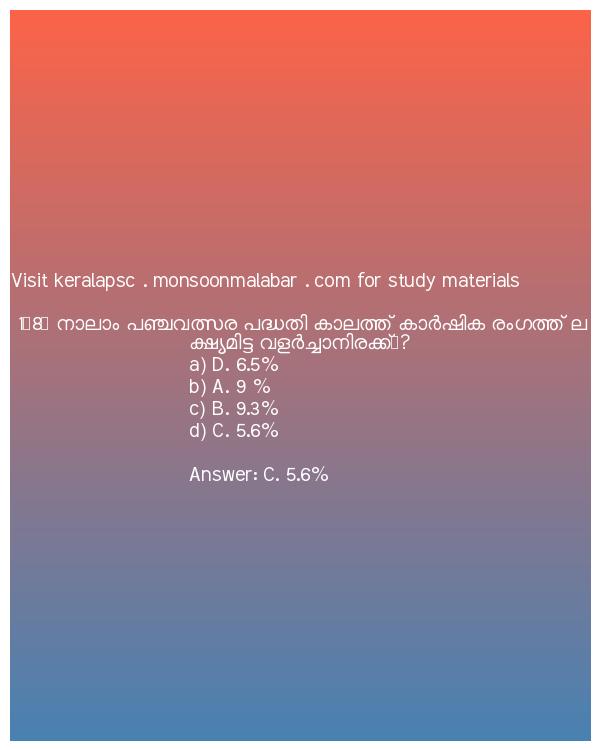 Visit keralapsc . monsoonmalabar . com for study materials
18 നാലാം പഞ്ചവത്സര പദ്ധതി കാലത്ത് കാർഷിക രംഗത്ത് ല
ക്ഷ്യമിട്ട വളർച്ചാനിരക്ക്?
a) D. 6.5%
b) A. 9 %
c) B. 9.3%
d) C. 5.6%
Answer: C. 5.6%